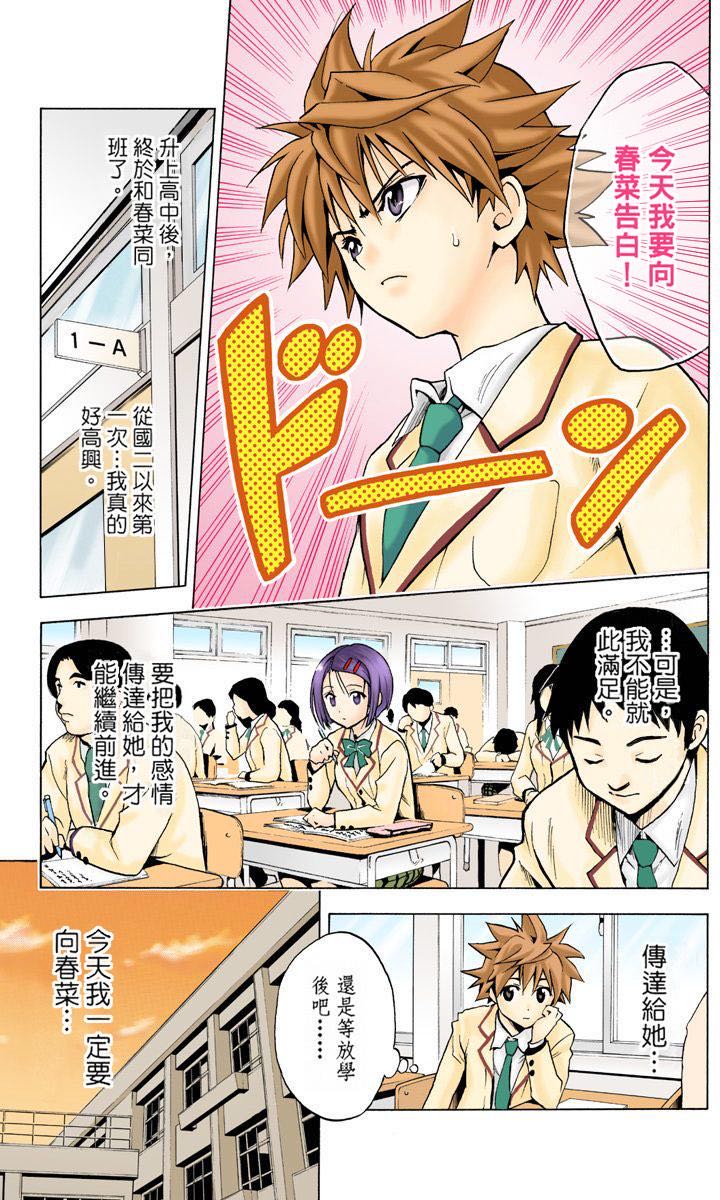 今天我要向
春菜告白！
ドーン
升上高中後，
終於和春菜同
班了。
1－A
從國二以來第
一次…我真的
好高興。
…可是，
我不能就
此滿足。
要把我的感情
傳達給她，才
能繼續前進。
傳達給她…
還是等放學
後吧……
今天我一定要
向春菜…